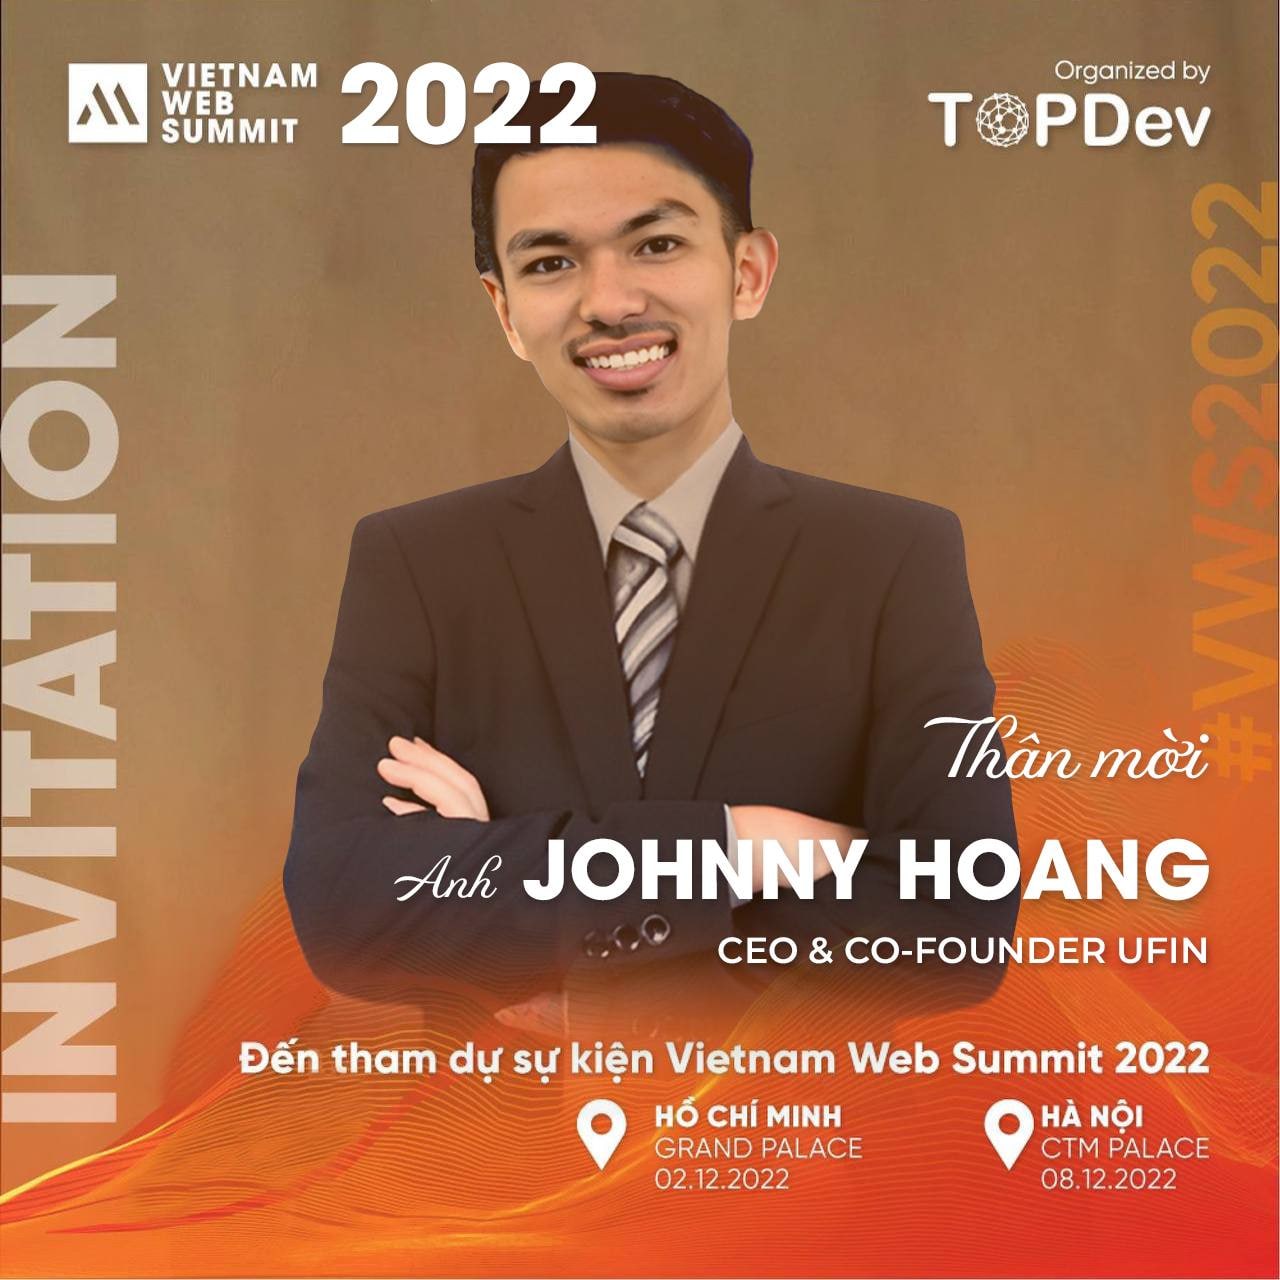 VIETNAM
WEB
SUMMIT
2022
Organized by
TOPDev
INVITATION
#VWS2022
Thân mời
Anh JOHNNY HOANG
CEO & CO-FOUNDER UFIN
Đến tham dự sự kiện Vietnam Web Summit 2022
HỒ CHÍ MINH
GRAND PALACE
02.12.2022
HÀ NỘI
CTM PALACE
08.12.2022